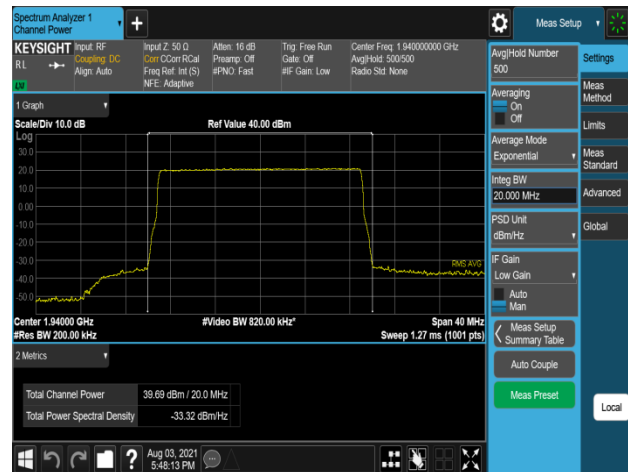 Spectrum Analyzer 1
Channel Power
+
Meas Setup
KEYSIGHT
RL
Input: RF
Coupling: DC
Align: Auto
Input Z: 50 Ω
Corr CCorr RCal
Freq Ref: Int (S)
NFE: Adaptive
Atten: 16 dB
Preamp: Off
#PNO: Fast
Trig: Free Run
Gate: Off
#IF Gain: Low
Center Freq: 1.940000000 GHz
Avg|Hold: 500/500
Radio Std: None
1 Graph
Scale/Div 10.0 dB
Ref Value 40.00 dBm
Log
30.0
20.0
10.0
0.00
-10.0
-20.0
-30.0
-40.0
-50.0
RMS AVG
Center 1.94000 GHz
#Video BW 820.00 kHz*
Span 40 MHz
#Res BW 200.00 kHz
Sweep 1.27 ms (1001 pts)
2 Metrics
Total Channel Power 39.69 dBm / 20.0 MHz
Total Power Spectral Density -33.32 dBm/Hz
Avg|Hold Number
500
Averaging
On
Off
Average Mode
Exponential
Integ BW
20.000 MHz
PSD Unit
dBm/Hz
IF Gain
Low Gain
Auto
Man
Meas Setup
Summary Table
Auto Couple
Meas Preset
Settings
Meas
Method
Limits
Meas
Standard
Advanced
Global
Local
?
Aug 03, 2021
5:48:13 PM